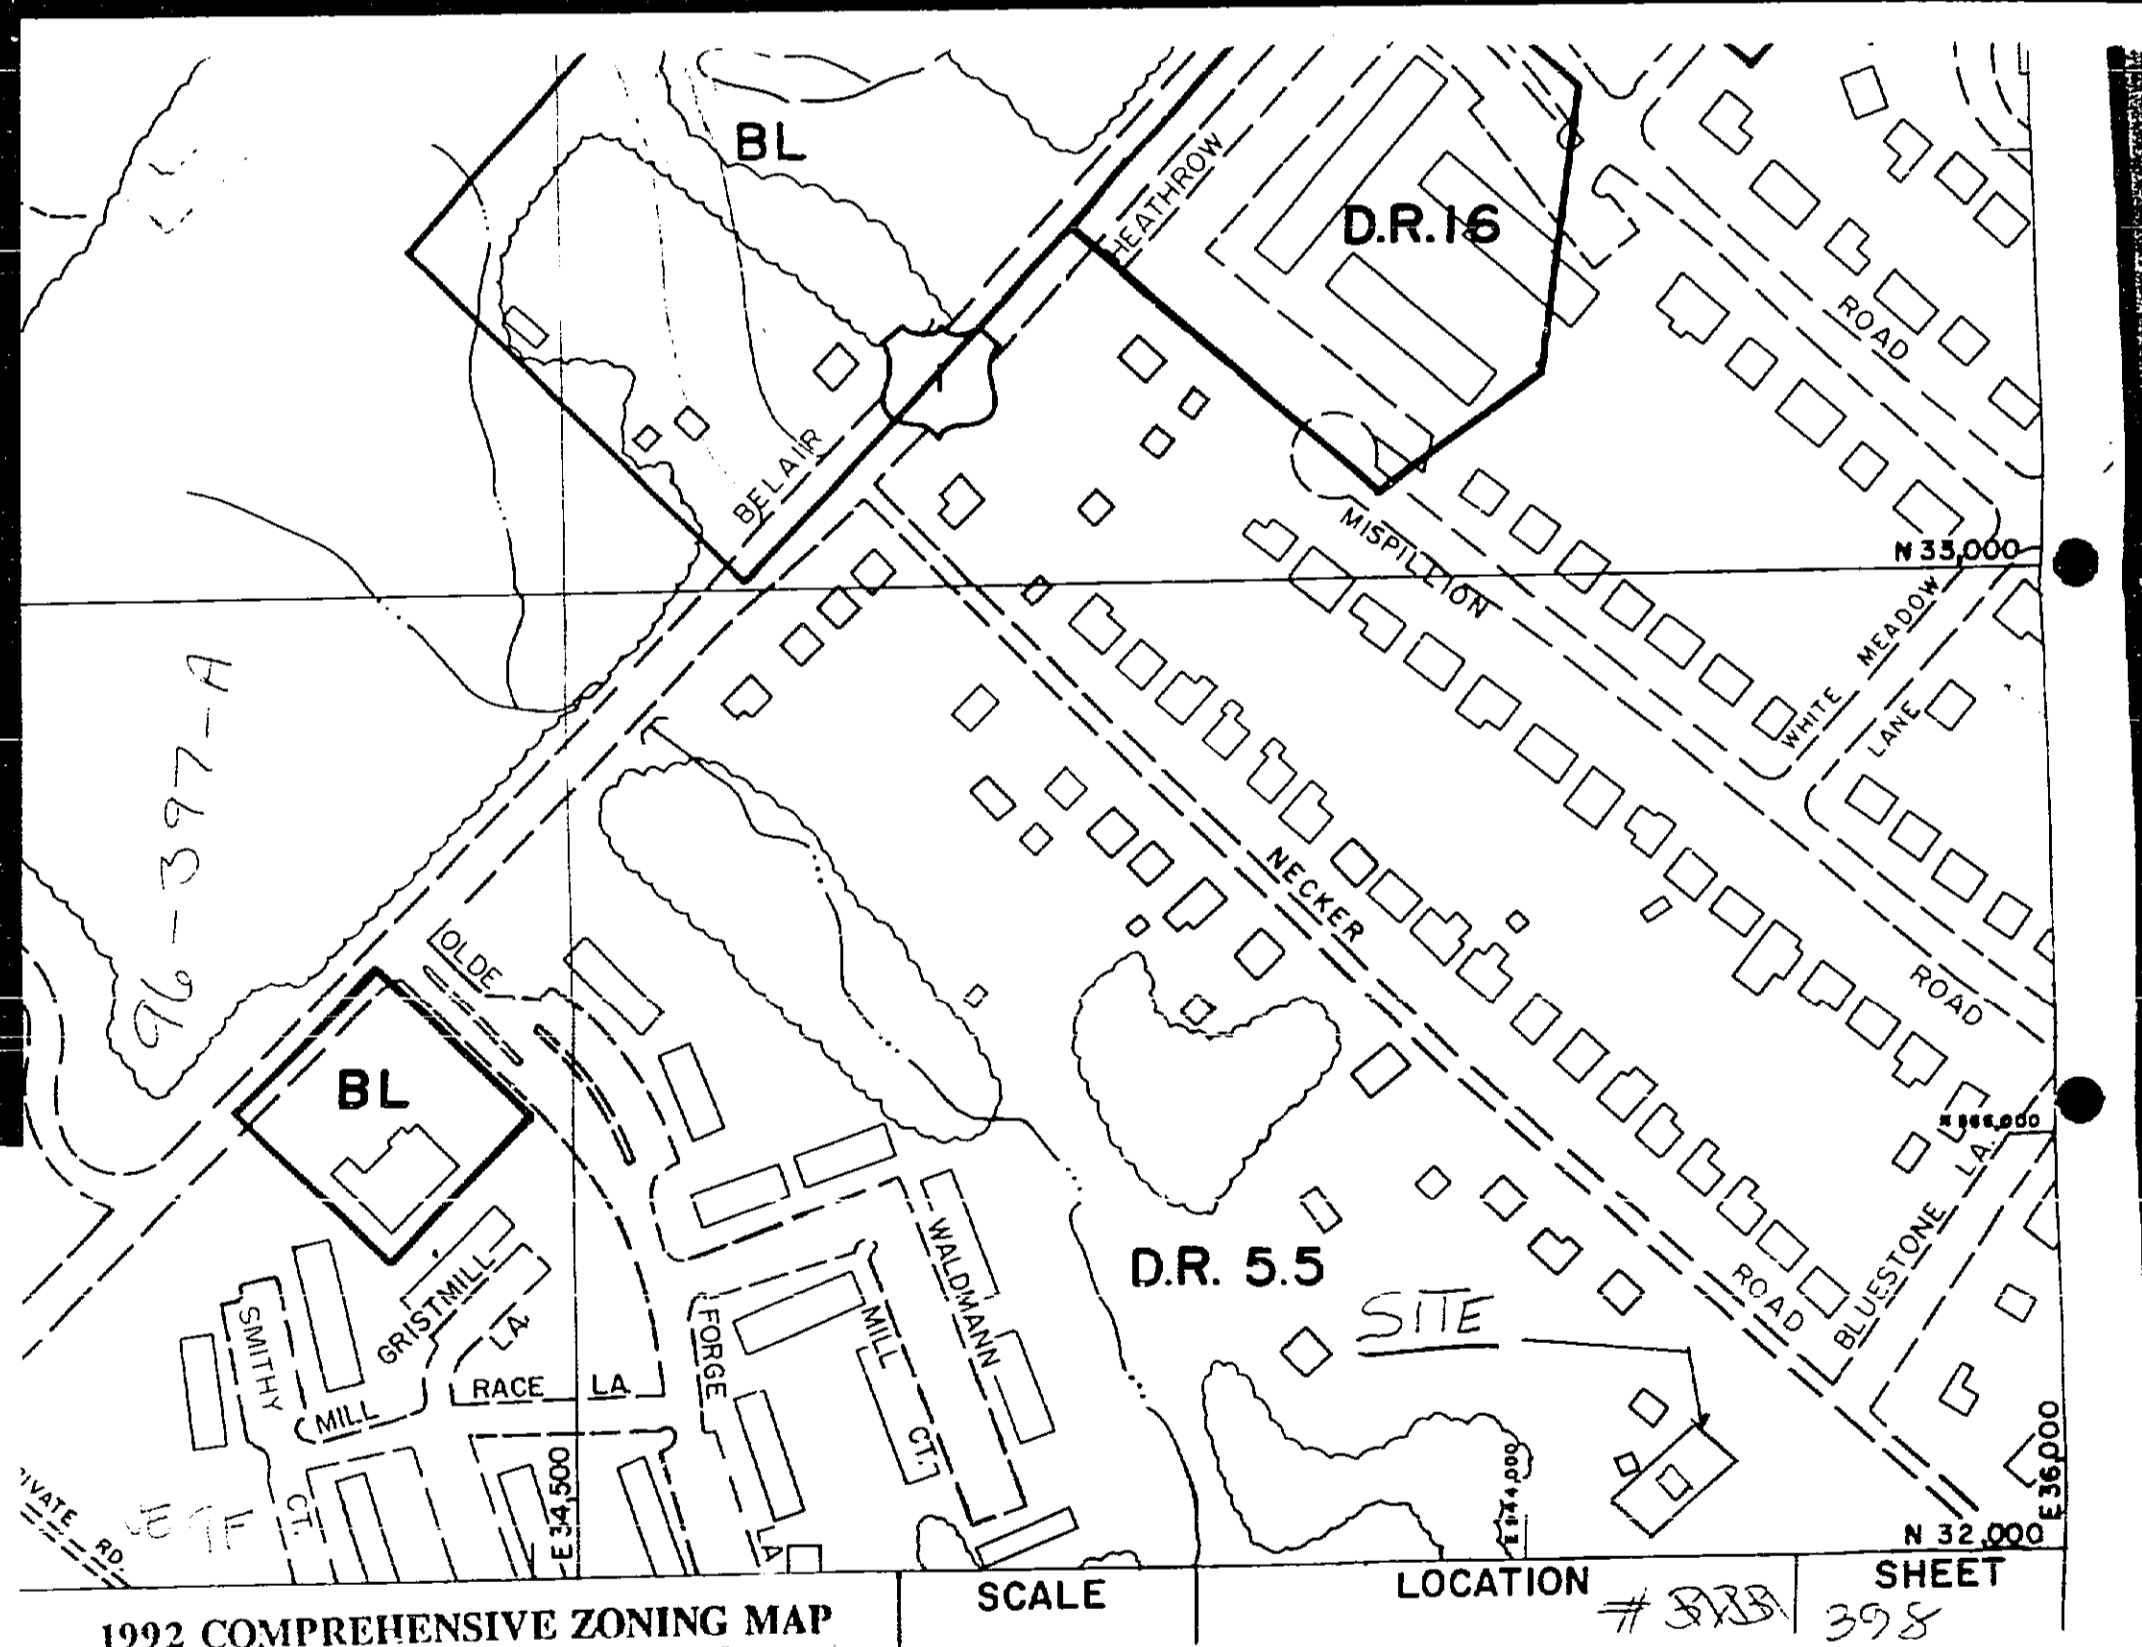 BL
HEATHROW
D.R.16
ROAD
BELAIR
1
MISPILLION
N 33,000
WHITE MEADOW
LANE
96-397-A
NECKER
ROAD
OLDE
BL
BLUESTONE LA.
D.R. 5.5
WALDMANN
MILL CT.
SITE
ROAD
GRISTMILL
LA.
SMITHY
CT.
FORGE
LA
RACE LA.
MILL
E 34,500
E 36,000
RD.
N 32,000
SCALE
LOCATION
SHEET
1992 COMPREHENSIVE ZONING MAP
#
398